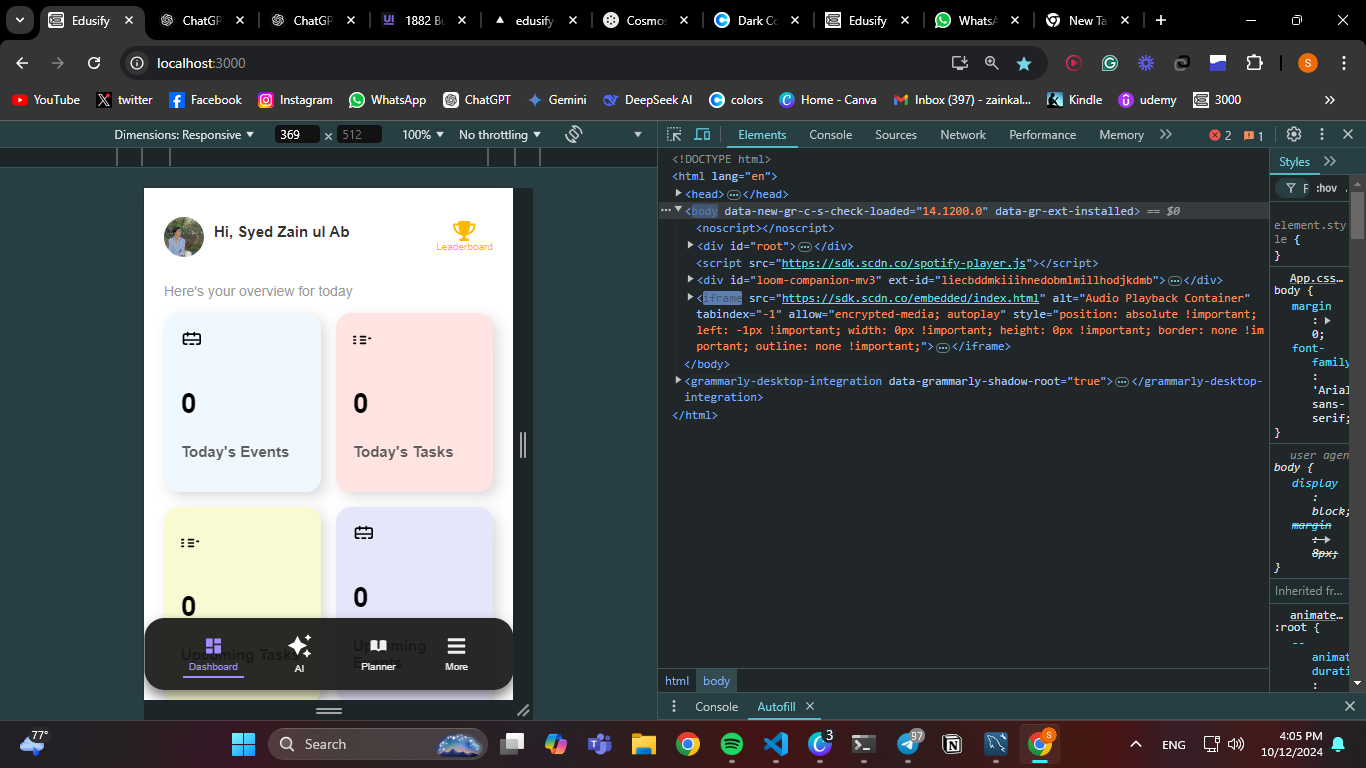 Edusify
ChatGP
ChatGP
1882 Bu
edusify-
Cosmos
Dark Co
Edusify
WhatsA
New Ta
localhost:3000
YouTube
twitter
Facebook
Instagram
WhatsApp
ChatGPT
Gemini
DeepSeek AI
colors
Home - Canva
Inbox (397) - zainkal...
Kindle
udemy
3000
Dimensions: Responsive
369
×
512
100%
No throttling
Elements
Console
Sources
Network
Performance
Memory
2
1
Hi, Syed Zain ul Ab
Leaderboard
Here's your overview for today
0
Today's Events
0
Today's Tasks
0
Upcoming Tasks
0
Upcoming
Events
Dashboard
AI
Planner
More
<!DOCTYPE html>
<html lang="en">
<head> </head>
<body data-new-gr-c-s-check-loaded="14.1200.0" data-gr-ext-installed> == $0
<noscript></noscript>
<div id="root"> </div>
<script src="https://sdk.scdn.co/spotify-player.js"></script>
<div id="loom-companion-mv3" ext-id="liecbddmkiiihnedobmlmillhodjkdmb"> </div>
<iframe src="https://sdk.scdn.co/embedded/index.html" alt="Audio Playback Container"
tabindex="-1" allow="encrypted-media; autoplay" style="position: absolute !important;
left: -1px !important; width: 0px !important; height: 0px !important; border: none !im
portant; outline: none !important;"> </iframe>
</body>
<grammarly-desktop-integration data-grammarly-shadow-root="true"> </grammarly-desktop-
integration>
</html>
html
body
Styles
F
:hov
element.sty
le {
}
App.css…
body {
margin
:
0;
font-
family
:
'Arial
sans-
serif;
}
user agen
body {
display
:
block;
margin
:
8px;
}
Inherited fr…
animate…
:root {
--
animat
durati
:
Console
Autofill
77°
Search
3
97
S
ENG
4:05 PM
10/12/2024